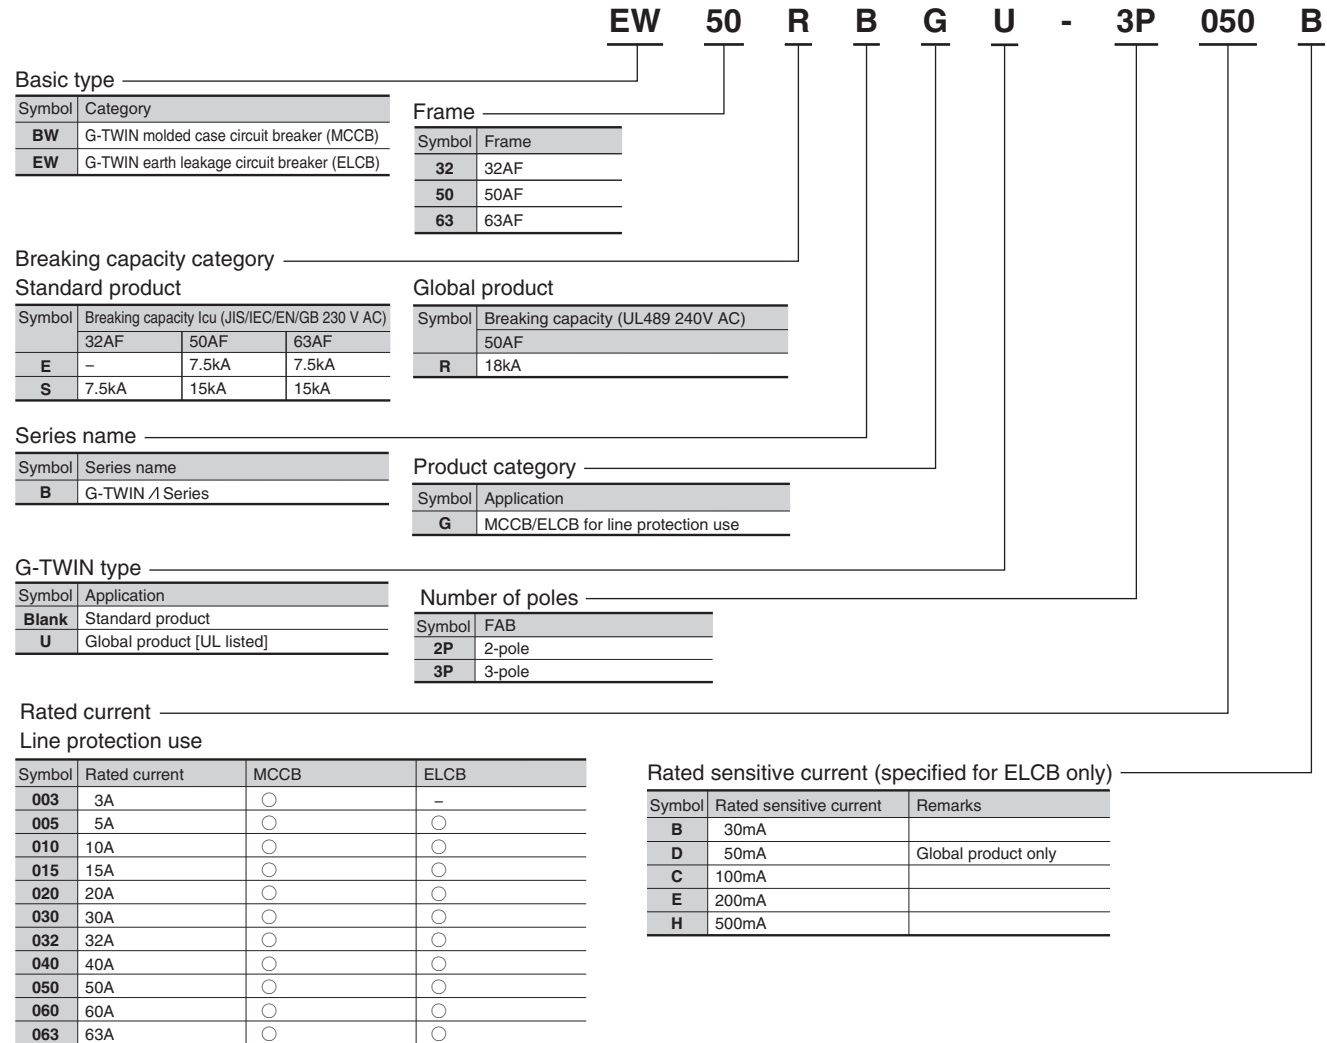 EW 50 R B G U - 3P 050 B
Basic type
Symbol Category
BW G-TWIN molded case circuit breaker (MCCB)
EW G-TWIN earth leakage circuit breaker (ELCB)
Frame
Symbol Frame
32 32AF
50 50AF
63 63AF
Breaking capacity category
Standard product
Symbol Breaking capacity Icu (JIS/IEC/EN/GB 230 V AC)
32AF 50AF 63AF
E – 7.5kA 7.5kA
S 7.5kA 15kA 15kA
Global product
Symbol Breaking capacity (UL489 240V AC)
50AF
R 18kA
Series name
Symbol Series name
B G-TWIN Λ Series
Product category
Symbol Application
G MCCB/ELCB for line protection use
G-TWIN type
Symbol Application
Blank Standard product
U Global product [UL listed]
Number of poles
Symbol FAB
2P 2-pole
3P 3-pole
Rated current
Line protection use
Symbol Rated current MCCB ELCB
003 3A ○ –
005 5A ○ ○
010 10A ○ ○
015 15A ○ ○
020 20A ○ ○
030 30A ○ ○
032 32A ○ ○
040 40A ○ ○
050 50A ○ ○
060 60A ○ ○
063 63A ○ ○
Rated sensitive current (specified for ELCB only)
Symbol Rated sensitive current Remarks
B 30mA
D 50mA Global product only
C 100mA
E 200mA
H 500mA